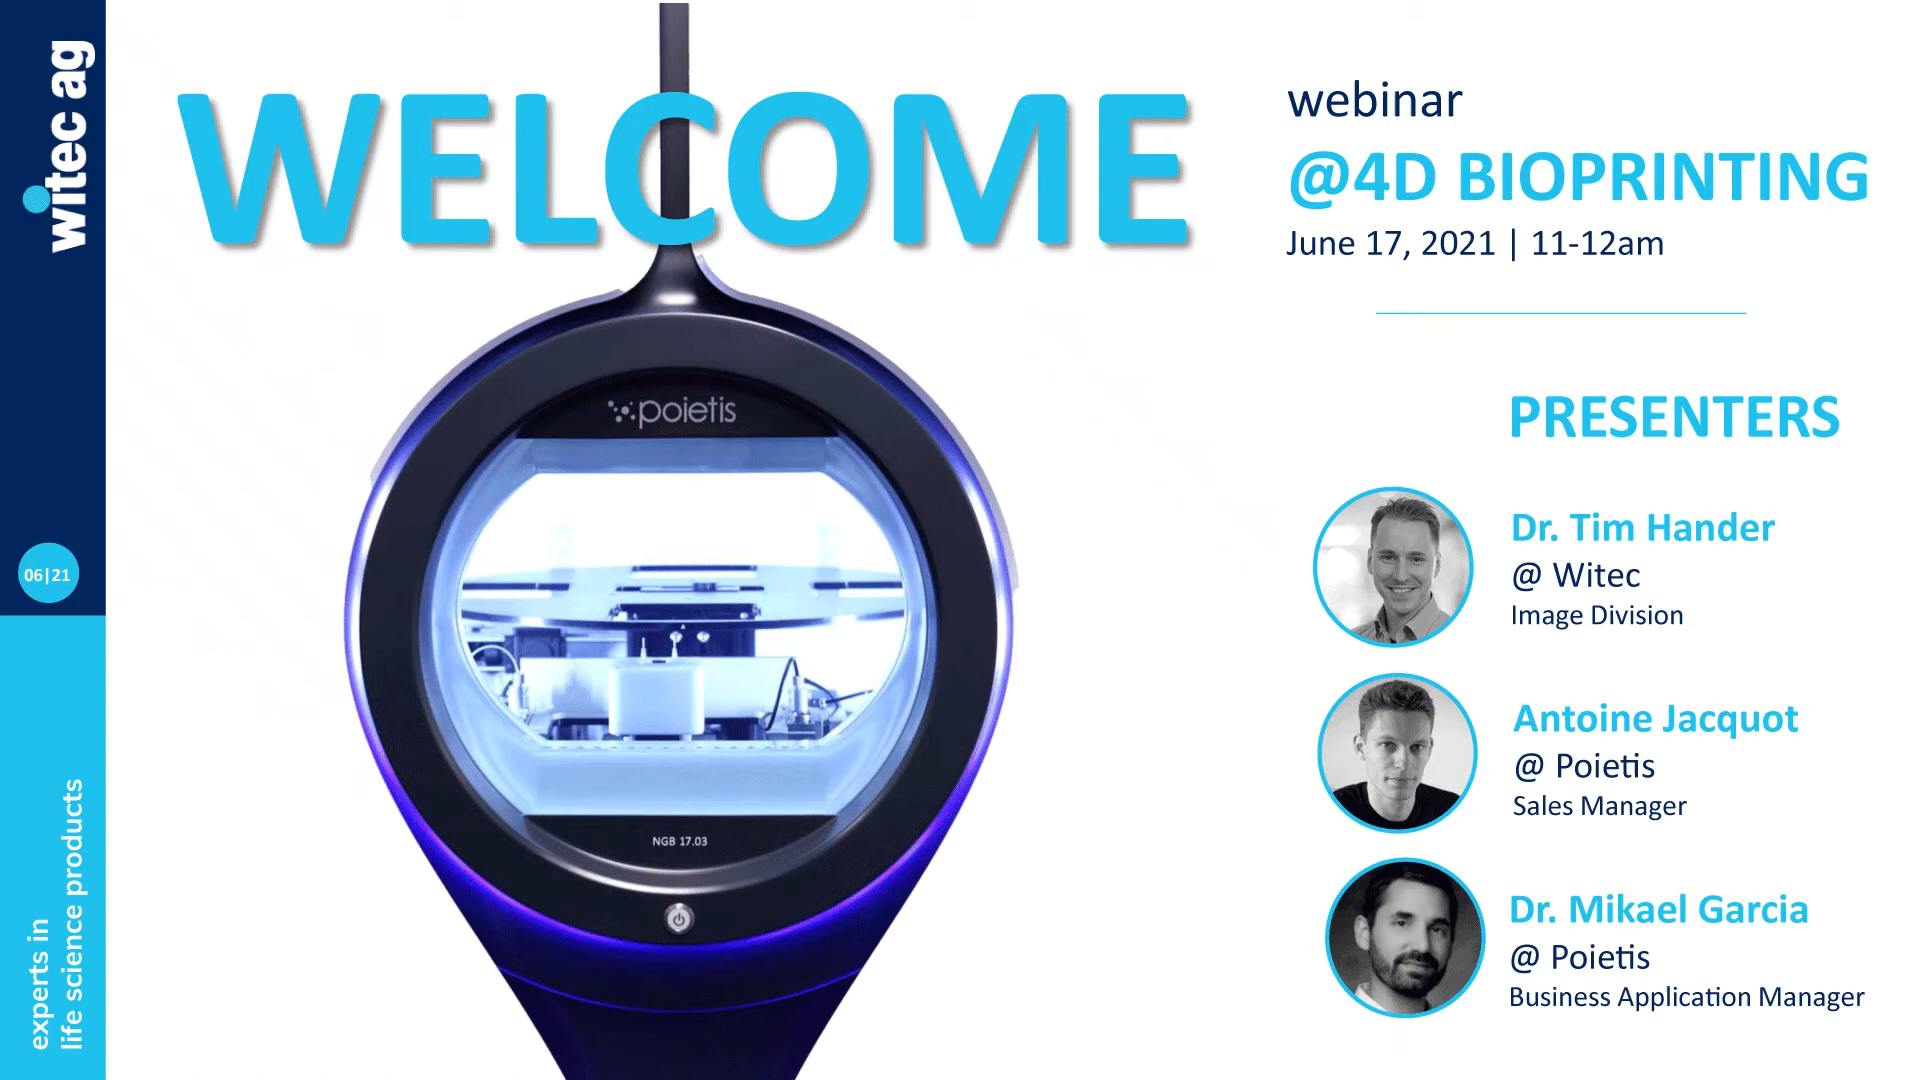 witec ag
06|21
experts in
life science products
WELCOME
poietis
NGB 17.03
webinar
@4D BIOPRINTING
June 17, 2021 | 11-12am
PRESENTERS
Dr. Tim Hander
@ Witec
Image Division
Antoine Jacquot
@ Poietis
Sales Manager
Dr. Mikael Garcia
@ Poietis
Business Application Manager